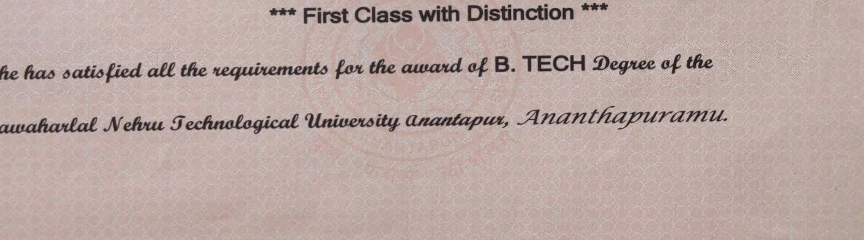 *** First Class with Distinction ***
he has satisfied all the requirements for the award of B. TECH Degree of the
awaharlal Nehru Technological University Anantapur, Ananthapuramu.